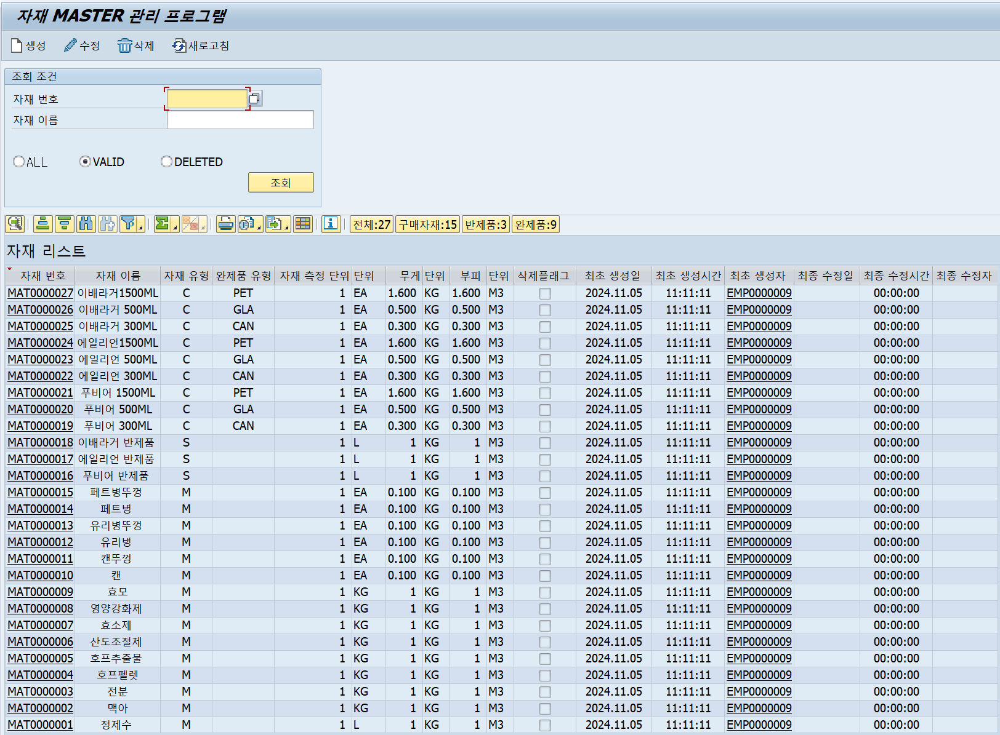 자재 MASTER 관리 프로그램
생성 수정 삭제 새로고침
조회 조건
자재 번호
자재 이름
ALL VALID DELETED
조회
전체:27 구매자재:15 반제품:3 완제품:9
자재 리스트
자재 번호 자재 이름 자재 유형 완제품 유형 자재 측정 단위 단위 무게 단위 부피 단위 삭제플래그 최초 생성일 최초 생성시간 최초 생성자 최종 수정일 최종 수정시간 최종 수정자
MAT0000027 이배라거1500ML C PET 1 EA 1.600 KG 1.600 M3 2024.11.05 11:11:11 EMP0000009 00:00:00
MAT0000026 이배라거 500ML C GLA 1 EA 0.500 KG 0.500 M3 2024.11.05 11:11:11 EMP0000009 00:00:00
MAT0000025 이배라거 300ML C CAN 1 EA 0.300 KG 0.300 M3 2024.11.05 11:11:11 EMP0000009 00:00:00
MAT0000024 에일리언1500ML C PET 1 EA 1.600 KG 1.600 M3 2024.11.05 11:11:11 EMP0000009 00:00:00
MAT0000023 에일리언 500ML C GLA 1 EA 0.500 KG 0.500 M3 2024.11.05 11:11:11 EMP0000009 00:00:00
MAT0000022 에일리언 300ML C CAN 1 EA 0.300 KG 0.300 M3 2024.11.05 11:11:11 EMP0000009 00:00:00
MAT0000021 푸비어 1500ML C PET 1 EA 1.600 KG 1.600 M3 2024.11.05 11:11:11 EMP0000009 00:00:00
MAT0000020 푸비어 500ML C GLA 1 EA 0.500 KG 0.500 M3 2024.11.05 11:11:11 EMP0000009 00:00:00
MAT0000019 푸비어 300ML C CAN 1 EA 0.300 KG 0.300 M3 2024.11.05 11:11:11 EMP0000009 00:00:00
MAT0000018 이배라거 반제품 S 1 L 1 KG 1 M3 2024.11.05 11:11:11 EMP0000009 00:00:00
MAT0000017 에일리언 반제품 S 1 L 1 KG 1 M3 2024.11.05 11:11:11 EMP0000009 00:00:00
MAT0000016 푸비어 반제품 S 1 L 1 KG 1 M3 2024.11.05 11:11:11 EMP0000009 00:00:00
MAT0000015 페트병뚜껑 M 1 EA 0.100 KG 0.100 M3 2024.11.05 11:11:11 EMP0000009 00:00:00
MAT0000014 페트병 M 1 EA 0.100 KG 0.100 M3 2024.11.05 11:11:11 EMP0000009 00:00:00
MAT0000013 유리병뚜껑 M 1 EA 0.100 KG 0.100 M3 2024.11.05 11:11:11 EMP0000009 00:00:00
MAT0000012 유리병 M 1 EA 0.100 KG 0.100 M3 2024.11.05 11:11:11 EMP0000009 00:00:00
MAT0000011 캔뚜껑 M 1 EA 0.100 KG 0.100 M3 2024.11.05 11:11:11 EMP0000009 00:00:00
MAT0000010 캔 M 1 EA 0.100 KG 0.100 M3 2024.11.05 11:11:11 EMP0000009 00:00:00
MAT0000009 효모 M 1 KG 1 KG 1 M3 2024.11.05 11:11:11 EMP0000009 00:00:00
MAT0000008 영양강화제 M 1 KG 1 KG 1 M3 2024.11.05 11:11:11 EMP0000009 00:00:00
MAT0000007 효소제 M 1 KG 1 KG 1 M3 2024.11.05 11:11:11 EMP0000009 00:00:00
MAT0000006 산도조절제 M 1 KG 1 KG 1 M3 2024.11.05 11:11:11 EMP0000009 00:00:00
MAT0000005 호프추출물 M 1 KG 1 KG 1 M3 2024.11.05 11:11:11 EMP0000009 00:00:00
MAT0000004 호프펠렛 M 1 KG 1 KG 1 M3 2024.11.05 11:11:11 EMP0000009 00:00:00
MAT0000003 전분 M 1 KG 1 KG 1 M3 2024.11.05 11:11:11 EMP0000009 00:00:00
MAT0000002 맥아 M 1 KG 1 KG 1 M3 2024.11.05 11:11:11 EMP0000009 00:00:00
MAT0000001 정제수 M 1 L 1 KG 1 M3 2024.11.05 11:11:11 EMP0000009 00:00:00